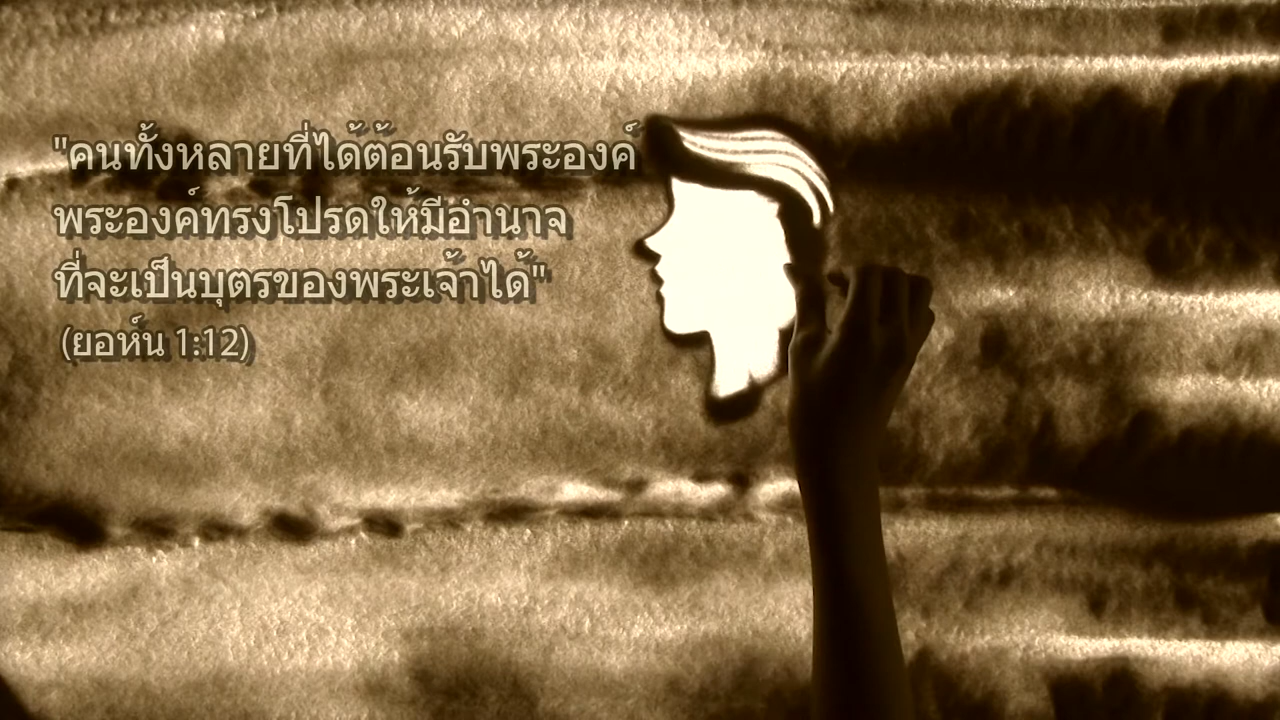 "คนทั้งหลายที่ได้ต้อนรับพระองค์
พระองค์ทรงโปรดให้มีอำนาจ
ที่จะเป็นบุตรของพระเจ้าได้"
(ยอห์น 1:12)